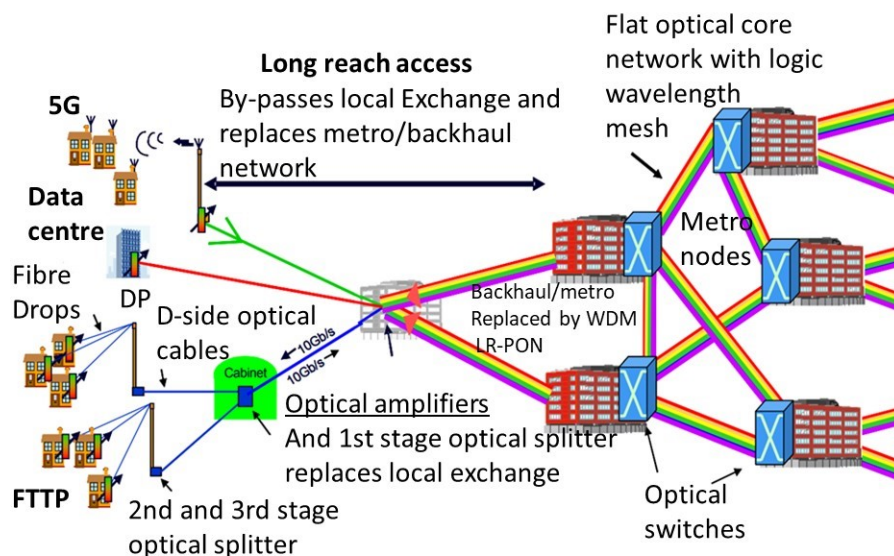 Flat optical core
network with logic
wavelength
mesh
Long reach access
By-passes local Exchange and
replaces metro/backhaul
network
5G
Data
centre
Metro
nodes
Fibre
Drops
DP
D-side optical
cables
Backhaul/metro
Replaced by WDM
LR-PON
10Gb/s
10Gb/s
Cabinet
Optical amplifiers
And 1st stage optical splitter
replaces local exchange
FTTP
2nd and 3rd stage
optical splitter
Optical
switches